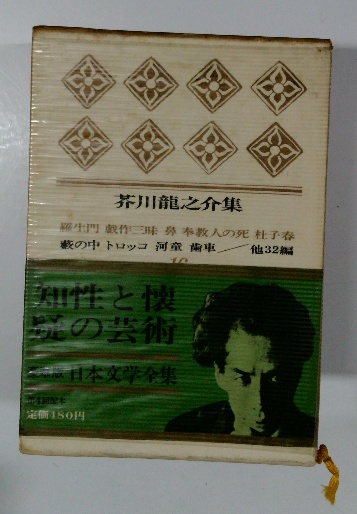 芥川龍之介集
羅生門 戯作三昧 鼻 奉教人の死 杜子春
藪の中 トロッコ 河童 歯車 / 他32編
16
知性と懐
疑の芸術
日本文学全集
定価480円